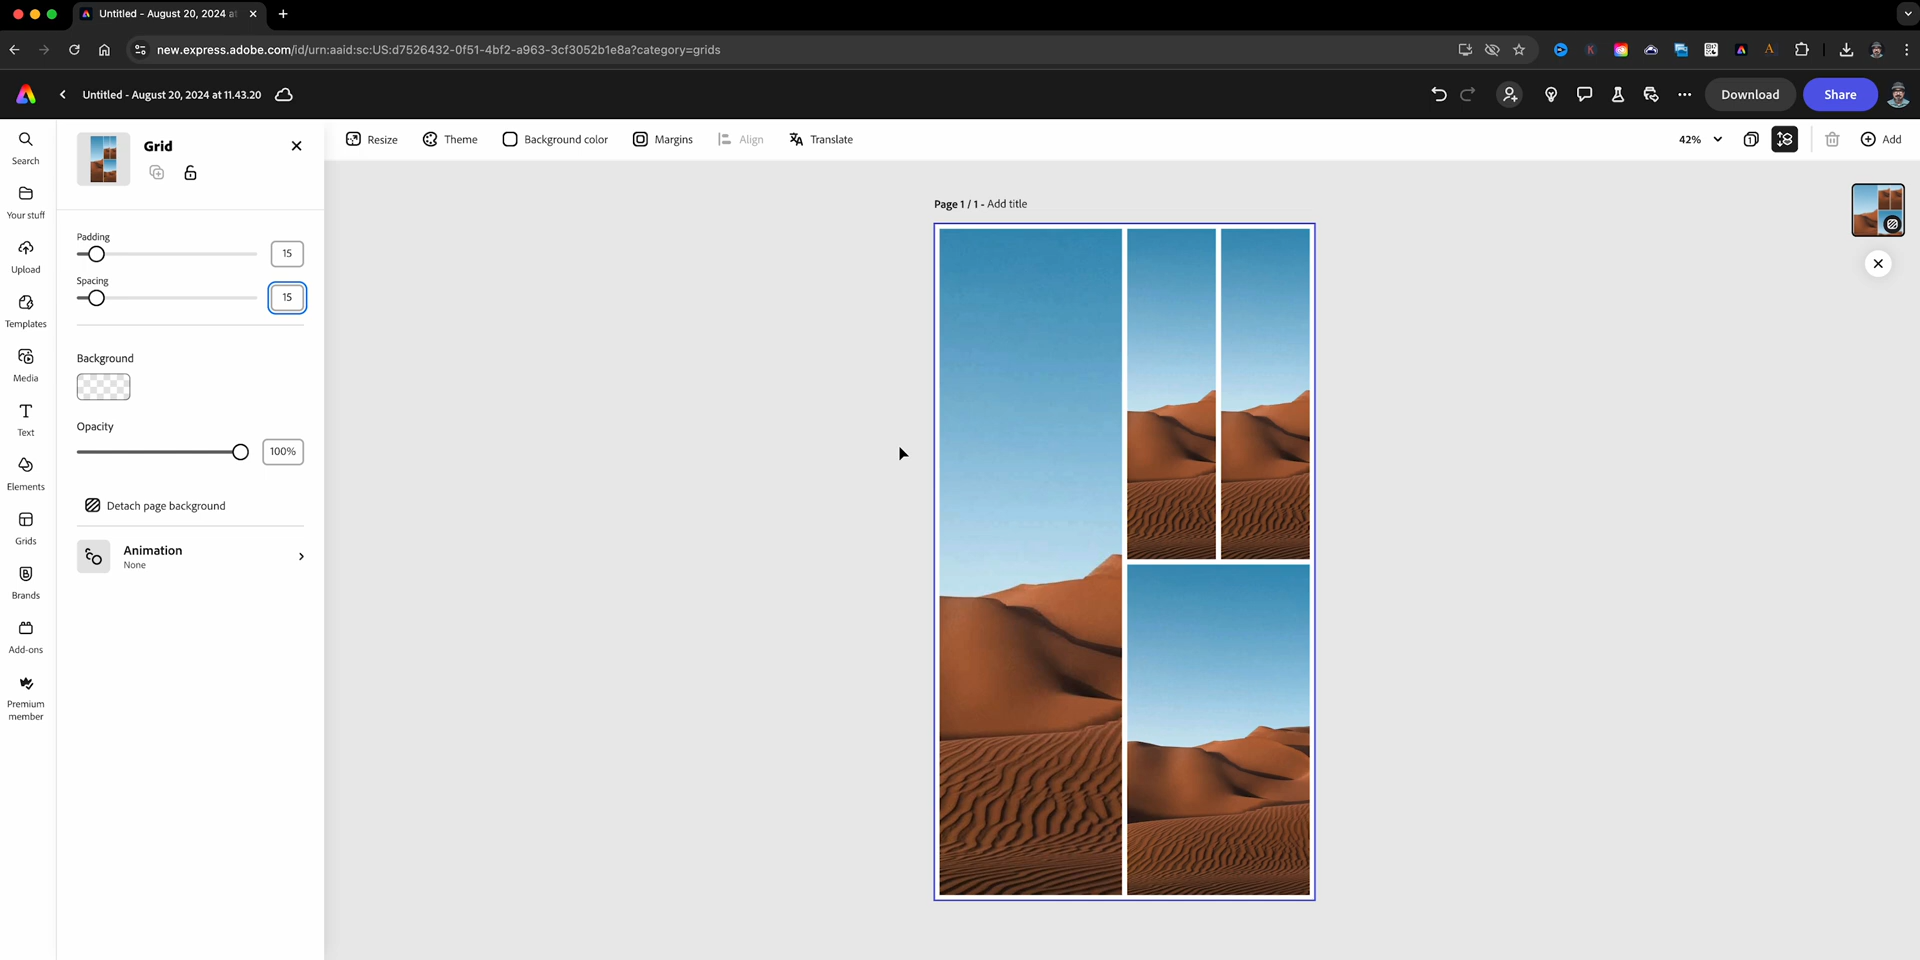 Untitled - August 20, 2024 at
new.express.adobe.com/id/urn:aaid:sc:US:d7526432-0f51-4bf2-a963-3cf3052b1e8a?category=grids
Untitled - August 20, 2024 at 11.43.20
Download
Share
Search
Your stuff
Upload
Templates
Media
Text
Elements
Grids
Brands
Add-ons
Premium
member
Grid
Padding
15
Spacing
15
Background
Opacity
100%
Detach page background
Animation
None
Resize
Theme
Background color
Margins
Align
Translate
42%
1
Add
Page 1 / 1 - Add title